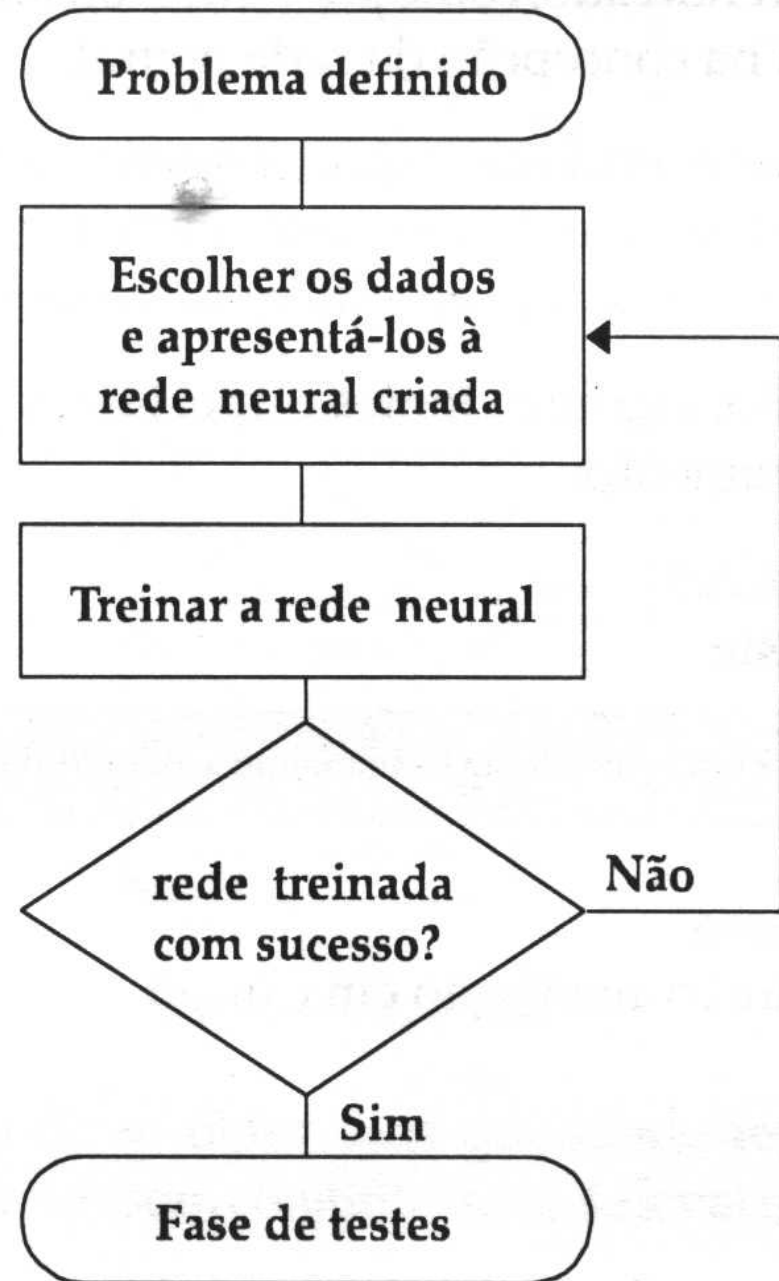 Problema definido
Escolher os dados
e apresentá-los à
rede neural criada
Treinar a rede neural
rede treinada
com sucesso?
Não
Sim
Fase de testes